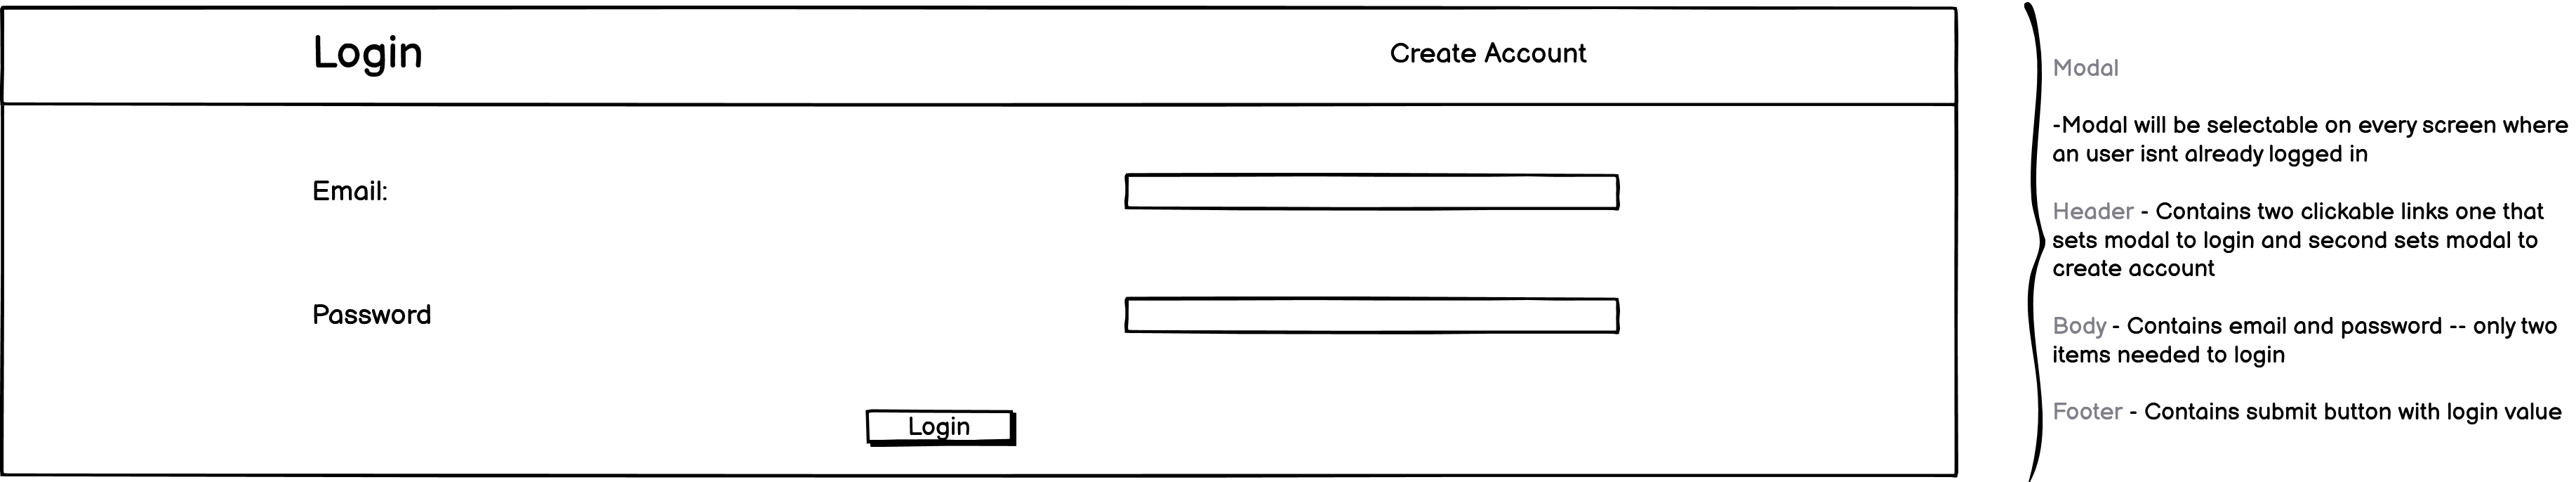 Login
Create Account
Email:
Password
Login
Modal
-Modal will be selectable on every screen where
an user isnt already logged in
Header - Contains two clickable links one that
sets modal to login and second sets modal to
create account
Body - Contains email and password -- only two
items needed to login
Footer - Contains submit button with login value